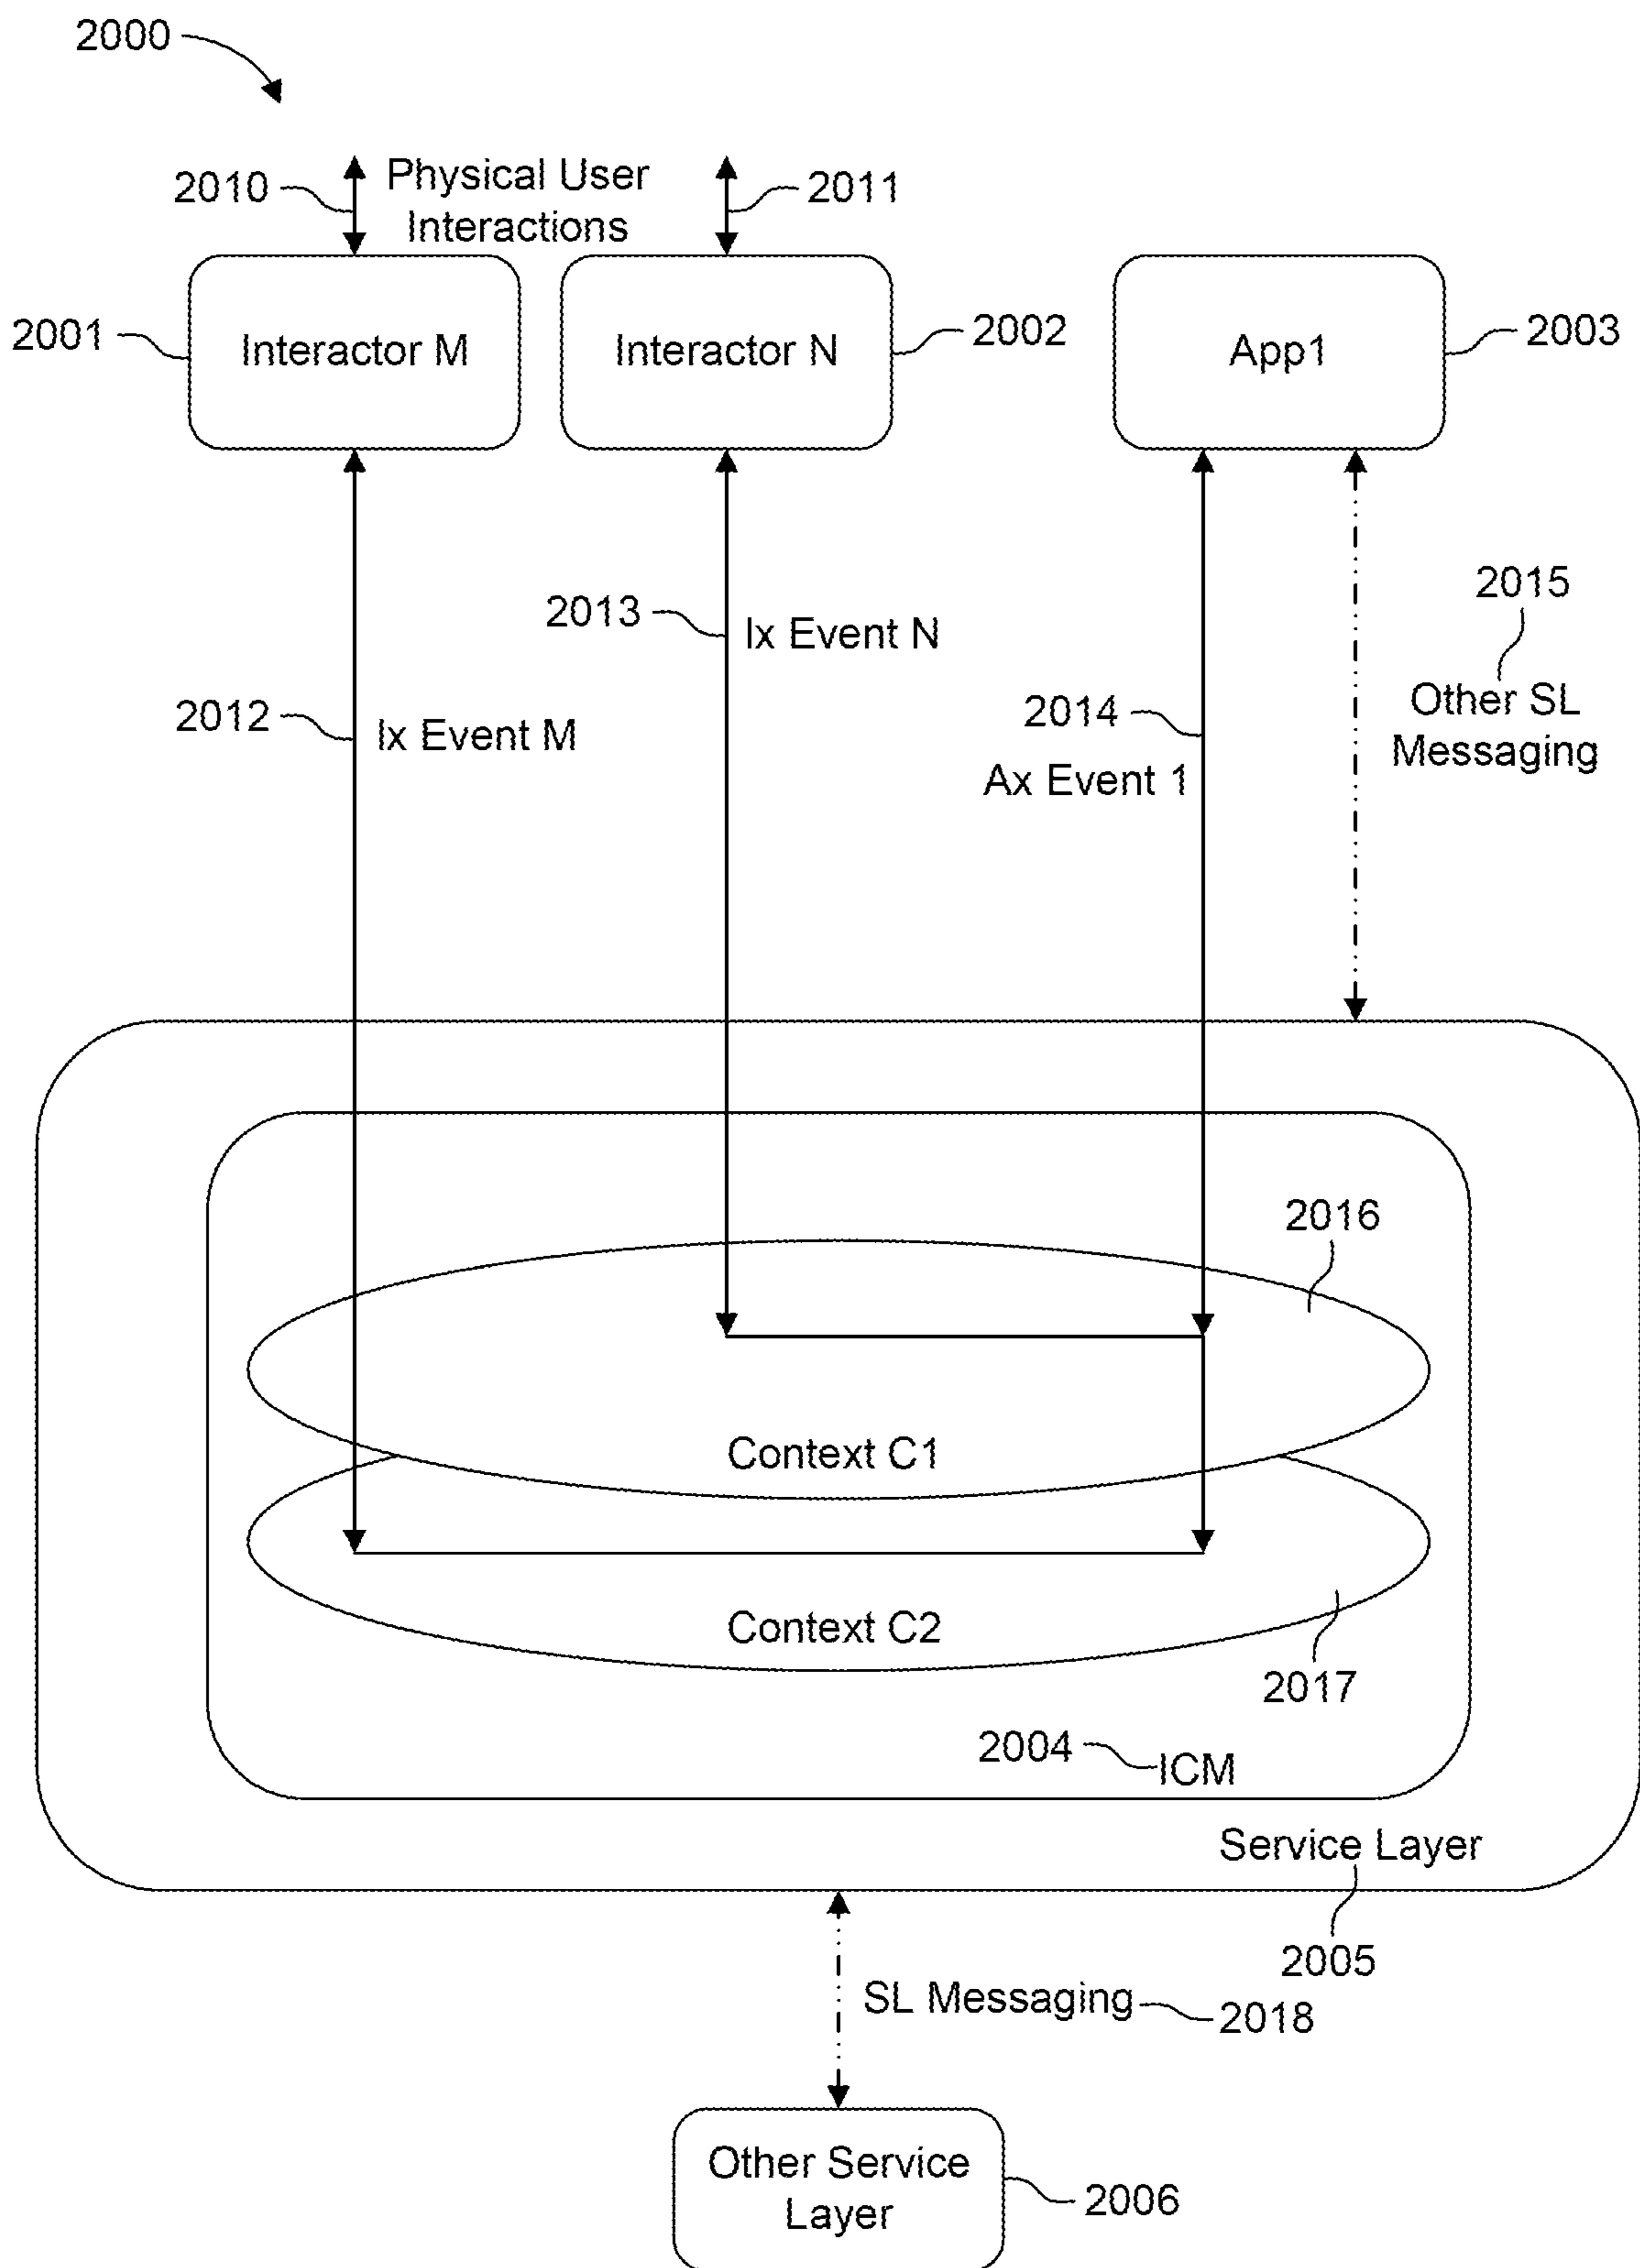 2000
2010
Physical User
Interactions
2011
2001
Interactor M
Interactor N
2002
App1
2003
2013
Ix Event N
2015
Other SL
Messaging
2012
Ix Event M
2014
Ax Event 1
2016
Context C1
Context C2
2017
2004
ICM
Service Layer
2005
SL Messaging
2018
Other Service
Layer
2006